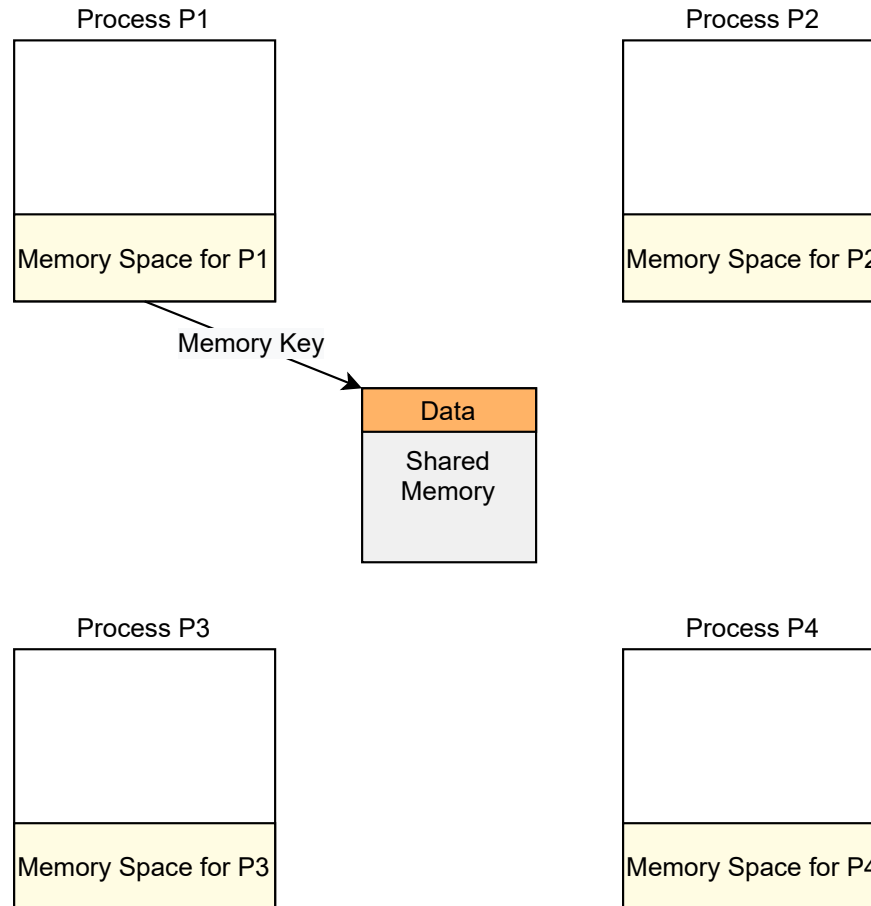 Process P1
Process P2
Memory Space for P1
Memory Space for P2
Memory Key
Data
Shared
Memory
Process P3
Process P4
Memory Space for P3
Memory Space for P4